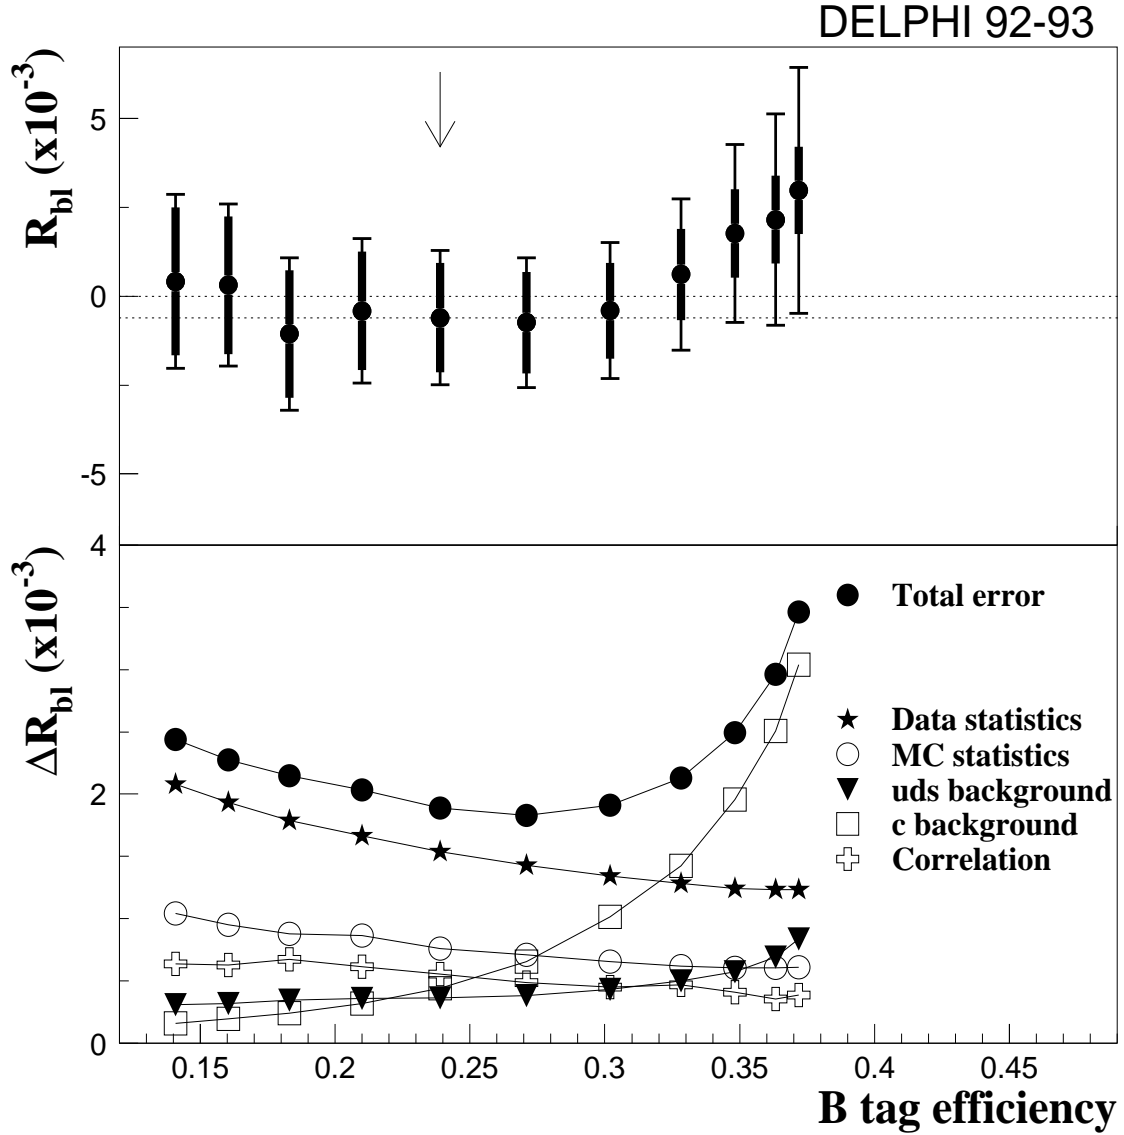 DELPHI 92-93
R_bl (x10^-3)
5
0
-5
ΔR_bl (x10^-3)
4
2
0
Total error
Data statistics
MC statistics
uds background
c background
Correlation
0.15 0.2 0.25 0.3 0.35 0.4 0.45
B tag efficiency